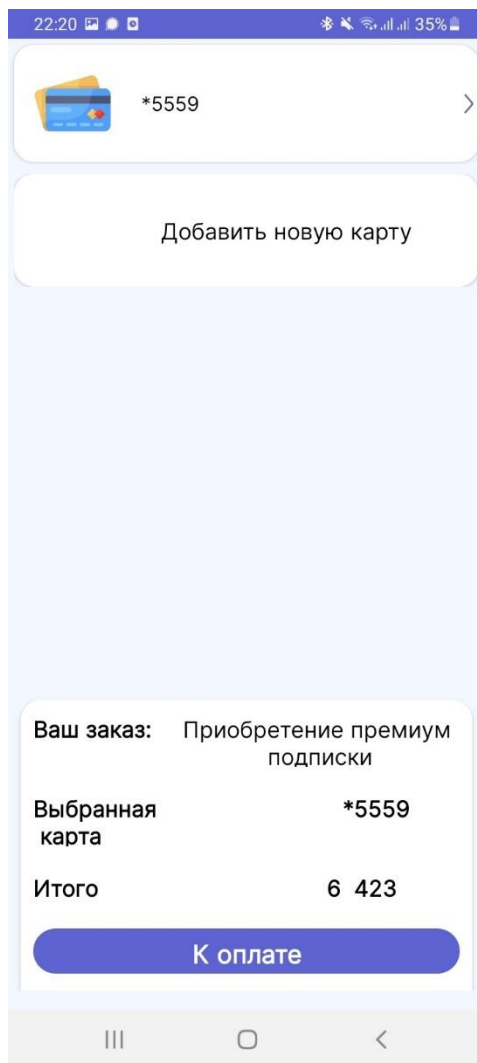 22:20 35%
*5559
Добавить новую карту
Ваш заказ: Приобретение премиум
подписки
Выбранная *5559
карта
Итого 6 423
К оплате